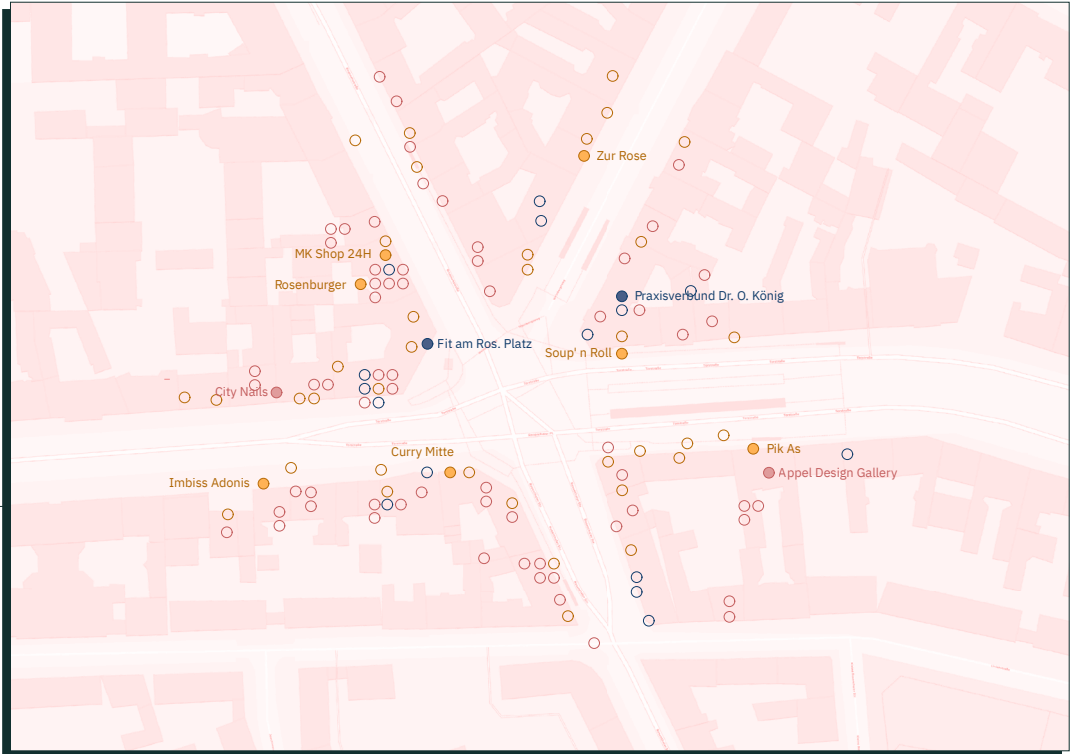 Zur Rose
MK Shop 24H
Rosenburger
Praxisverbund Dr. O. König
Fit am Ros. Platz
Soup' n Roll
City Nails
Curry Mitte
Pik As
Imbiss Adonis
Appel Design Gallery